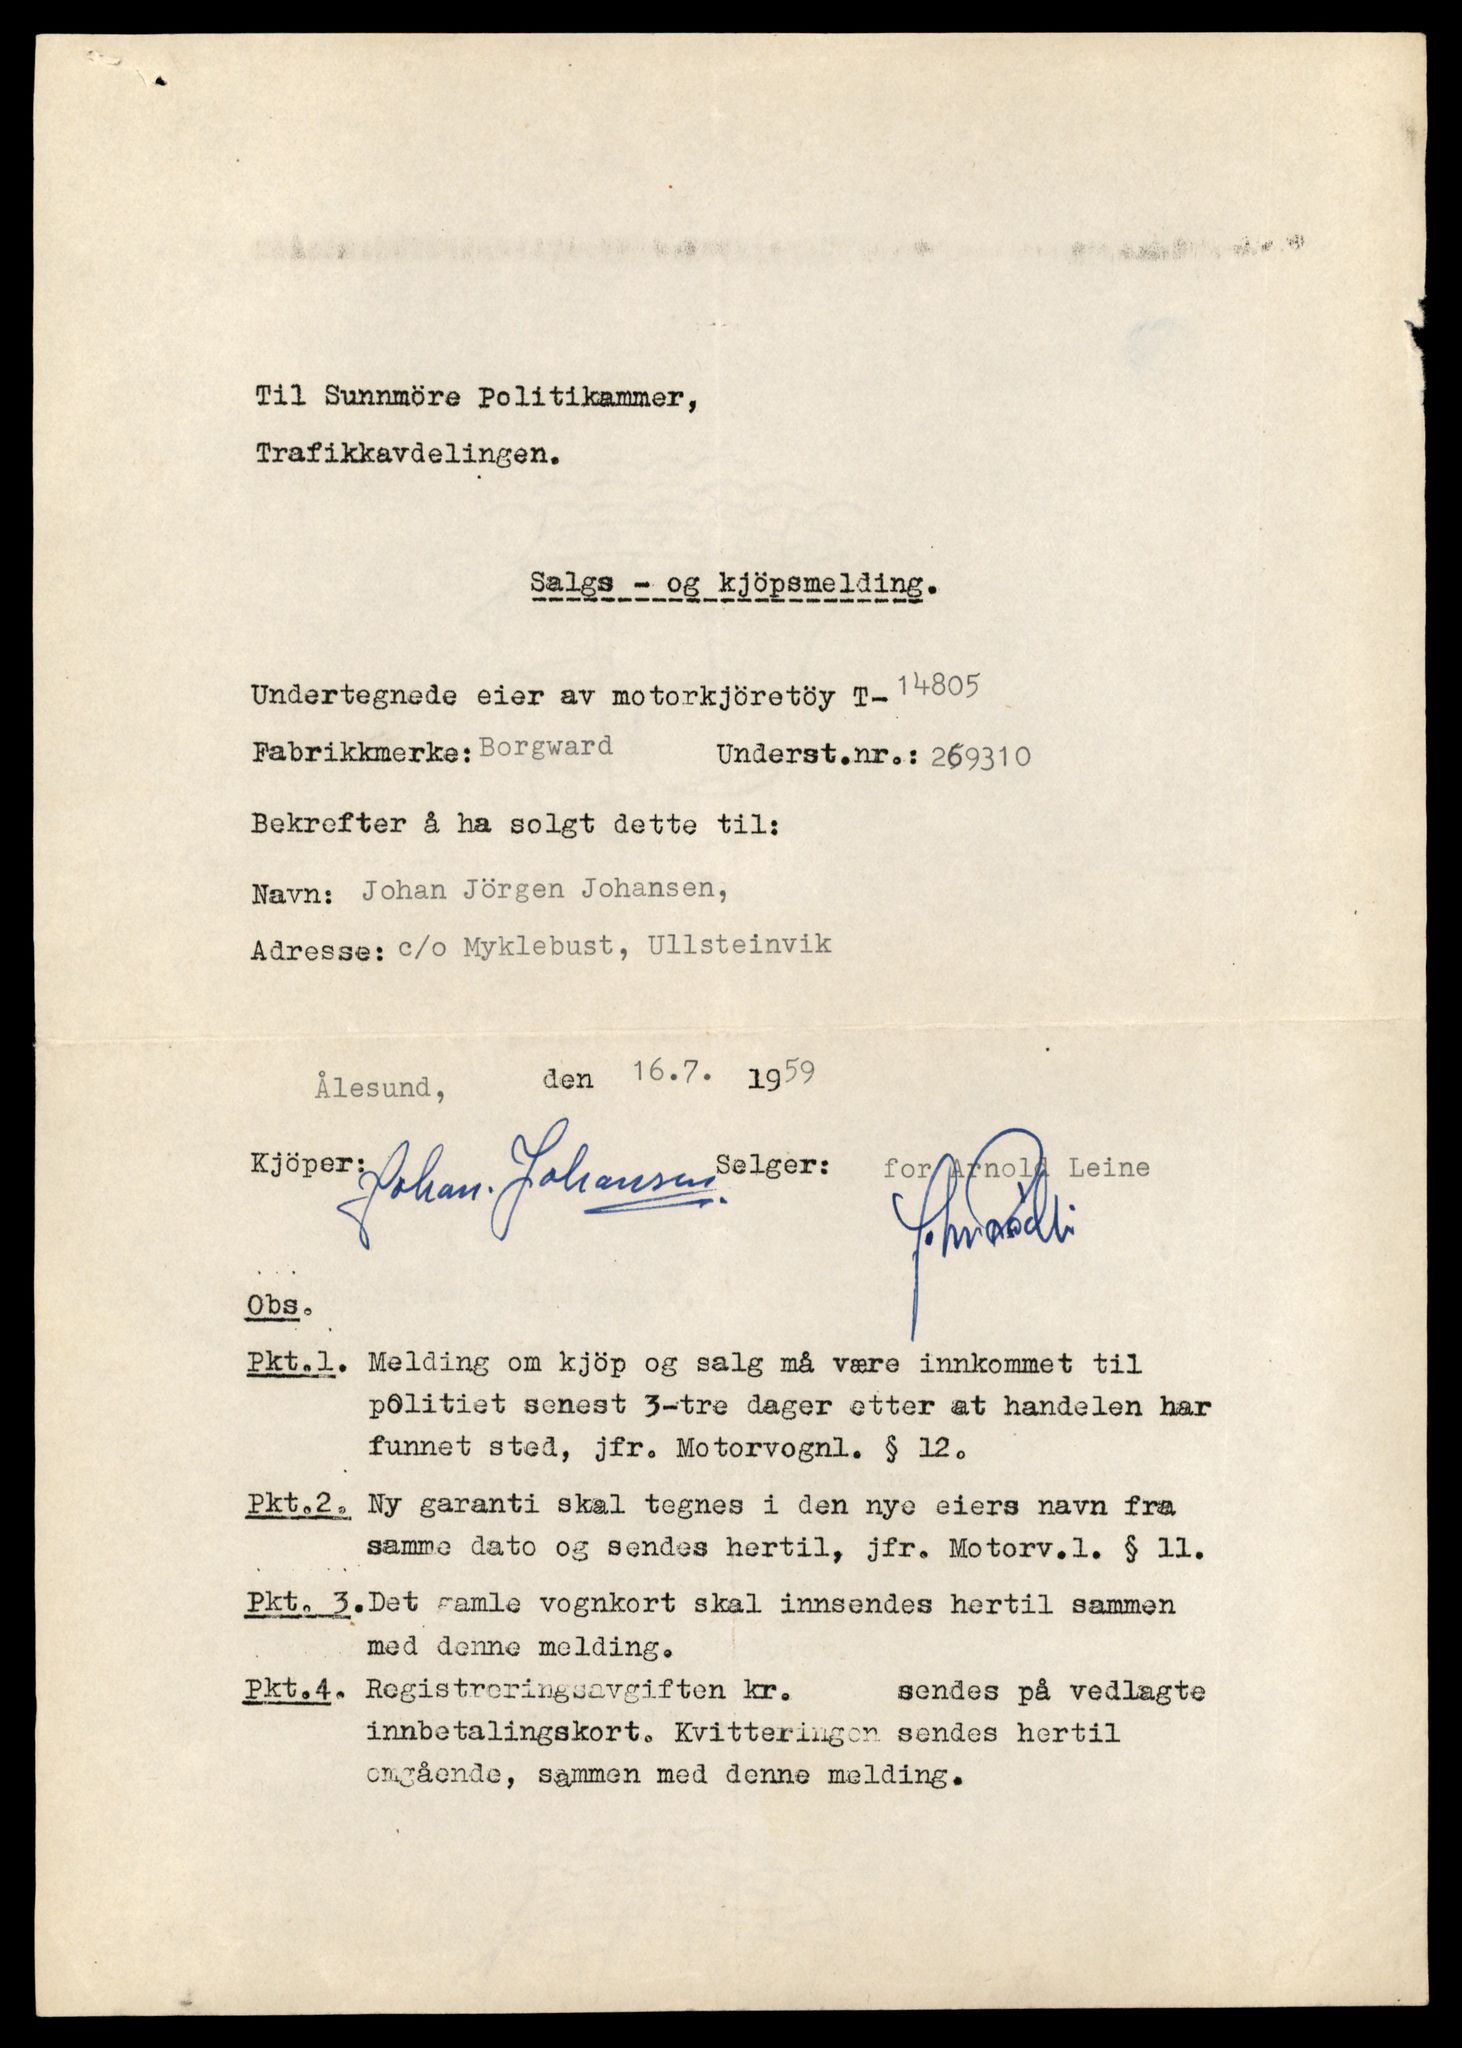 Til Sunnmöre Politikammer,
Trafikkavdelingen.
Salgs - og kjöpsmelding.
Undertegnede eier av motorkjöretöy T- 14805
Fabrikkmerke: Borgward Underst.nr.: 269310
Bekrefter å ha solgt dette til:
Navn: Johan Jörgen Johansen,
Adresse: c/o Myklebust, Ullsteinvik
Ålesund, den 16.7. 1959
Kjöper: Johan. Johansen. Selger: for Arnold Leine
Obs.
Pkt.1. Melding om kjöp og salg må være innkommet til
politiet senest 3-tre dager etter at handelen har
funnet sted, jfr. Motorvognl. § 12.
Pkt.2. Ny garanti skal tegnes i den nye eiers navn fra
samme dato og sendes hertil, jfr. Motorv.l. § 11.
Pkt. 3. Det gamle vognkort skal innsendes hertil sammen
med denne melding.
Pkt.4. Registreringsavgiften kr. sendes på vedlagte
innbetalingskort. Kvitteringen sendes hertil
omgående, sammen med denne melding.